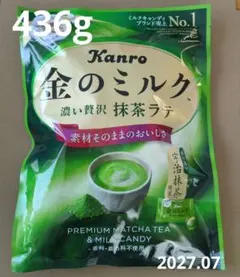 436g
ミルクキャンディ
ブランド売上
No.1
Kanro
金のミルク
濃い贅沢 抹茶ラテ
素材そのままのおいしさ
宇治抹茶
PREMIUM MATCHA TEA
& MILK CANDY
2027.07